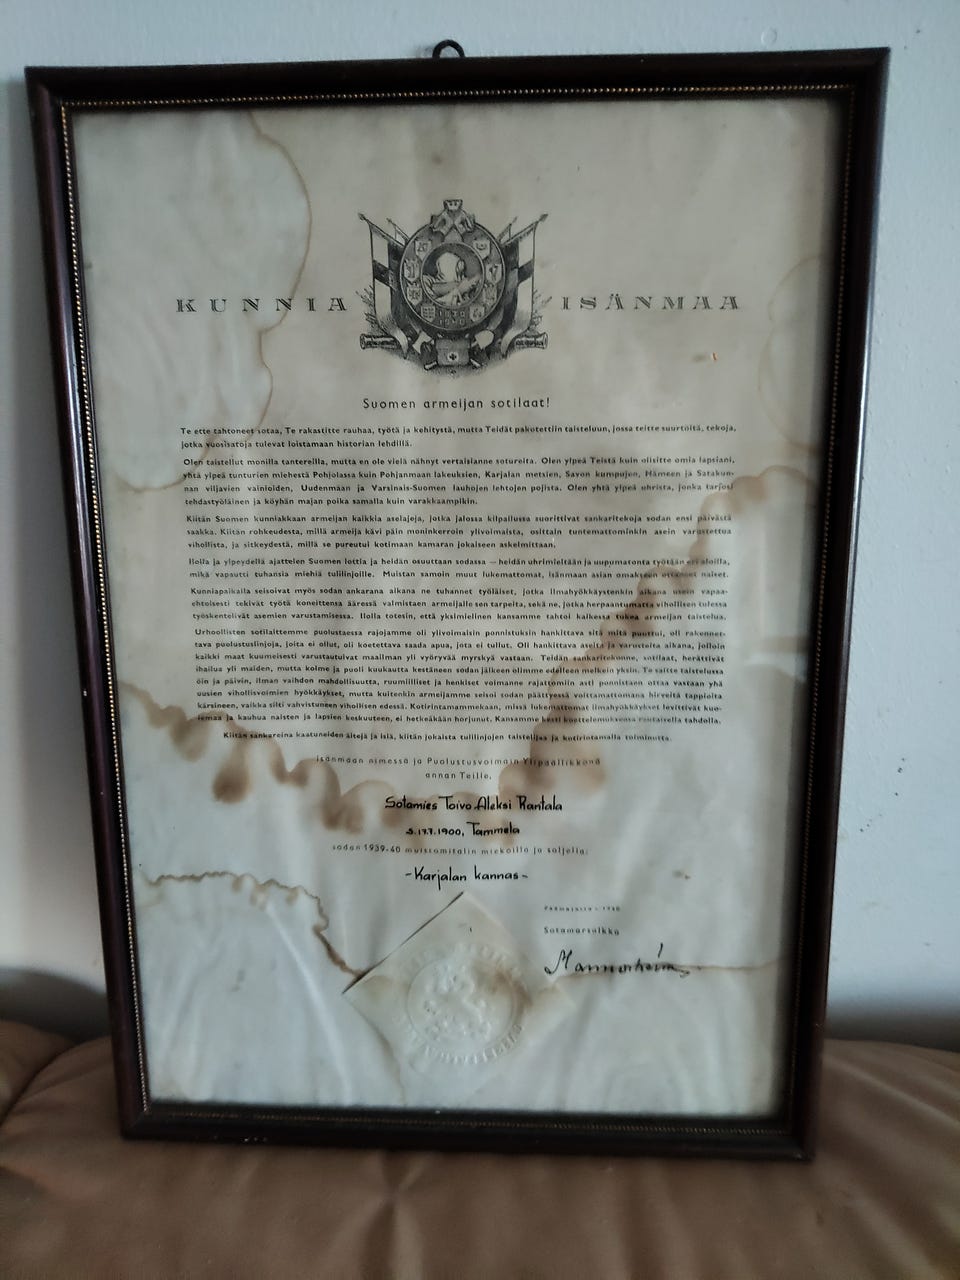 KUNNIA ISÄNMAA
1939
1940
Suomen armeijan sotilaat!
Te ette tahtoneet sotaa, Te rakastitte rauhaa, työtä ja kehitystä, mutta Teidät pakotettiin taisteluun, jossa teitte suurtöitä, tekoja,
jotka vuosisatoja tulevat loistamaan historian lehdillä.
Olen taistellut monilla tantereilla, mutta en ole vielä nähnyt vertaisianne sotureita. Olen ylpeä Teistä kuin olisitte omia lapsiani,
yhtä ylpeä tunturien miehestä Pohjolassa kuin Pohjanmaan lakeuksien, Karjalan metsien, Savon kumpujen, Hämeen ja Satakun-
nan viljavien vainioiden, Uudenmaan ja Varsinais-Suomen lauhojen lehtojen pojista. Olen yhtä ylpeä uhrista, jonka tarjosi
tehdastyöläinen ja köyhän majan poika samalla kuin varakkaampikin.
Kiitän Suomen kunniakkaan armeijan kaikkia aselajeja, jotka jalossa kilpailussa suorittivat sankaritekoja sodan ensi päivästä
saakka. Kiitän rohkeudesta, millä armeija kävi päin moninkerroin ylivoimaista, osittain tuntemattominkin asein varustettua
vihollista, ja sitkeydestä, millä se pureutui kotimaan kamaran jokaiseen askelmittaan.
Ilolla ja ylpeydellä ajattelen Suomen lottia ja heidän osuuttaan sodassa — heidän uhrimieltään ja uupumatonta työtään eri aloilla,
mikä vapautti tuhansia miehiä tulilinjoille. Muistan samoin muut lukemattomat, isänmaan asian omakseen ottaneet naiset.
Kunniapaikalla seisoivat myös sodan ankarana aikana ne tuhannet työläiset, jotka ilmahyökkäystenkin aikana usein vapaa-
ehtoisesti tekivät työtä koneittensa ääressä valmistaen armeijalle sen tarpeita, sekä ne, jotka herpaantumatta vihollisen tulessa
työskentelivät asemien varustamisessa. Ilolla totesin, että yksimielinen kansamme tahtoi kaikessa tukea armeijan taistelua.
Urhoollisten sotilaittemme puolustaessa rajojamme oli ylivoimaisin ponnistuksin hankittava sitä mitä puuttui, oli rakennet-
tava puolustuslinjoja, joita ei ollut, oli koetettava saada apua, jota ei tullut. Oli hankittava aseita ja varusteita aikana, jolloin
kaikki maat kuumeisesti varustautuivat maailman yli vyöryvää myrskyä vastaan. Teidän sankaritekonne, sotilaat, herättivät
ihailua yli maiden, mutta kolme ja puoli kuukautta kestäneen sodan jälkeen olimme edelleen melkein yksin. Te saitte taistelussa
öin ja päivin, ilman vaihdon mahdollisuutta, ruumiilliset ja henkiset voimanne rajattomiin asti ponnistaen ottaa vastaan yhä
uusien vihollisvoimien hyökkäykset, mutta kuitenkin armeijamme seisoi sodan päättyessä voittamattomana hirveitä tappioita
kärsineen, vaikka silti vahvistuneen vihollisen edessä. Kotirintamammekaan, missä lukemattomat ilmahyökkäykset levittivät kuo-
lemaa ja kauhua naisten ja lapsien keskuuteen, ei hetkeäkään horjunut. Kansamme kesti koettelemuksensa rautaisella tahdolla.
Kiitän sankareina kaatuneiden äitejä ja isiä, kiitän jokaista tulilinjojen taistelijaa ja kotirintamalla toiminutta.
Isänmaan nimessä ja Puolustusvoimain Ylipäällikkönä
annan Teille,
Sotamies Toivo Aleksi Rantala
s. 17.7.1900, Tammela
sodan 1939-40 muistomitalin miekoilla ja soljella:
-Karjalan kannas-
Päämajassa - 1940
Sotamarsalkka
Mannerheim